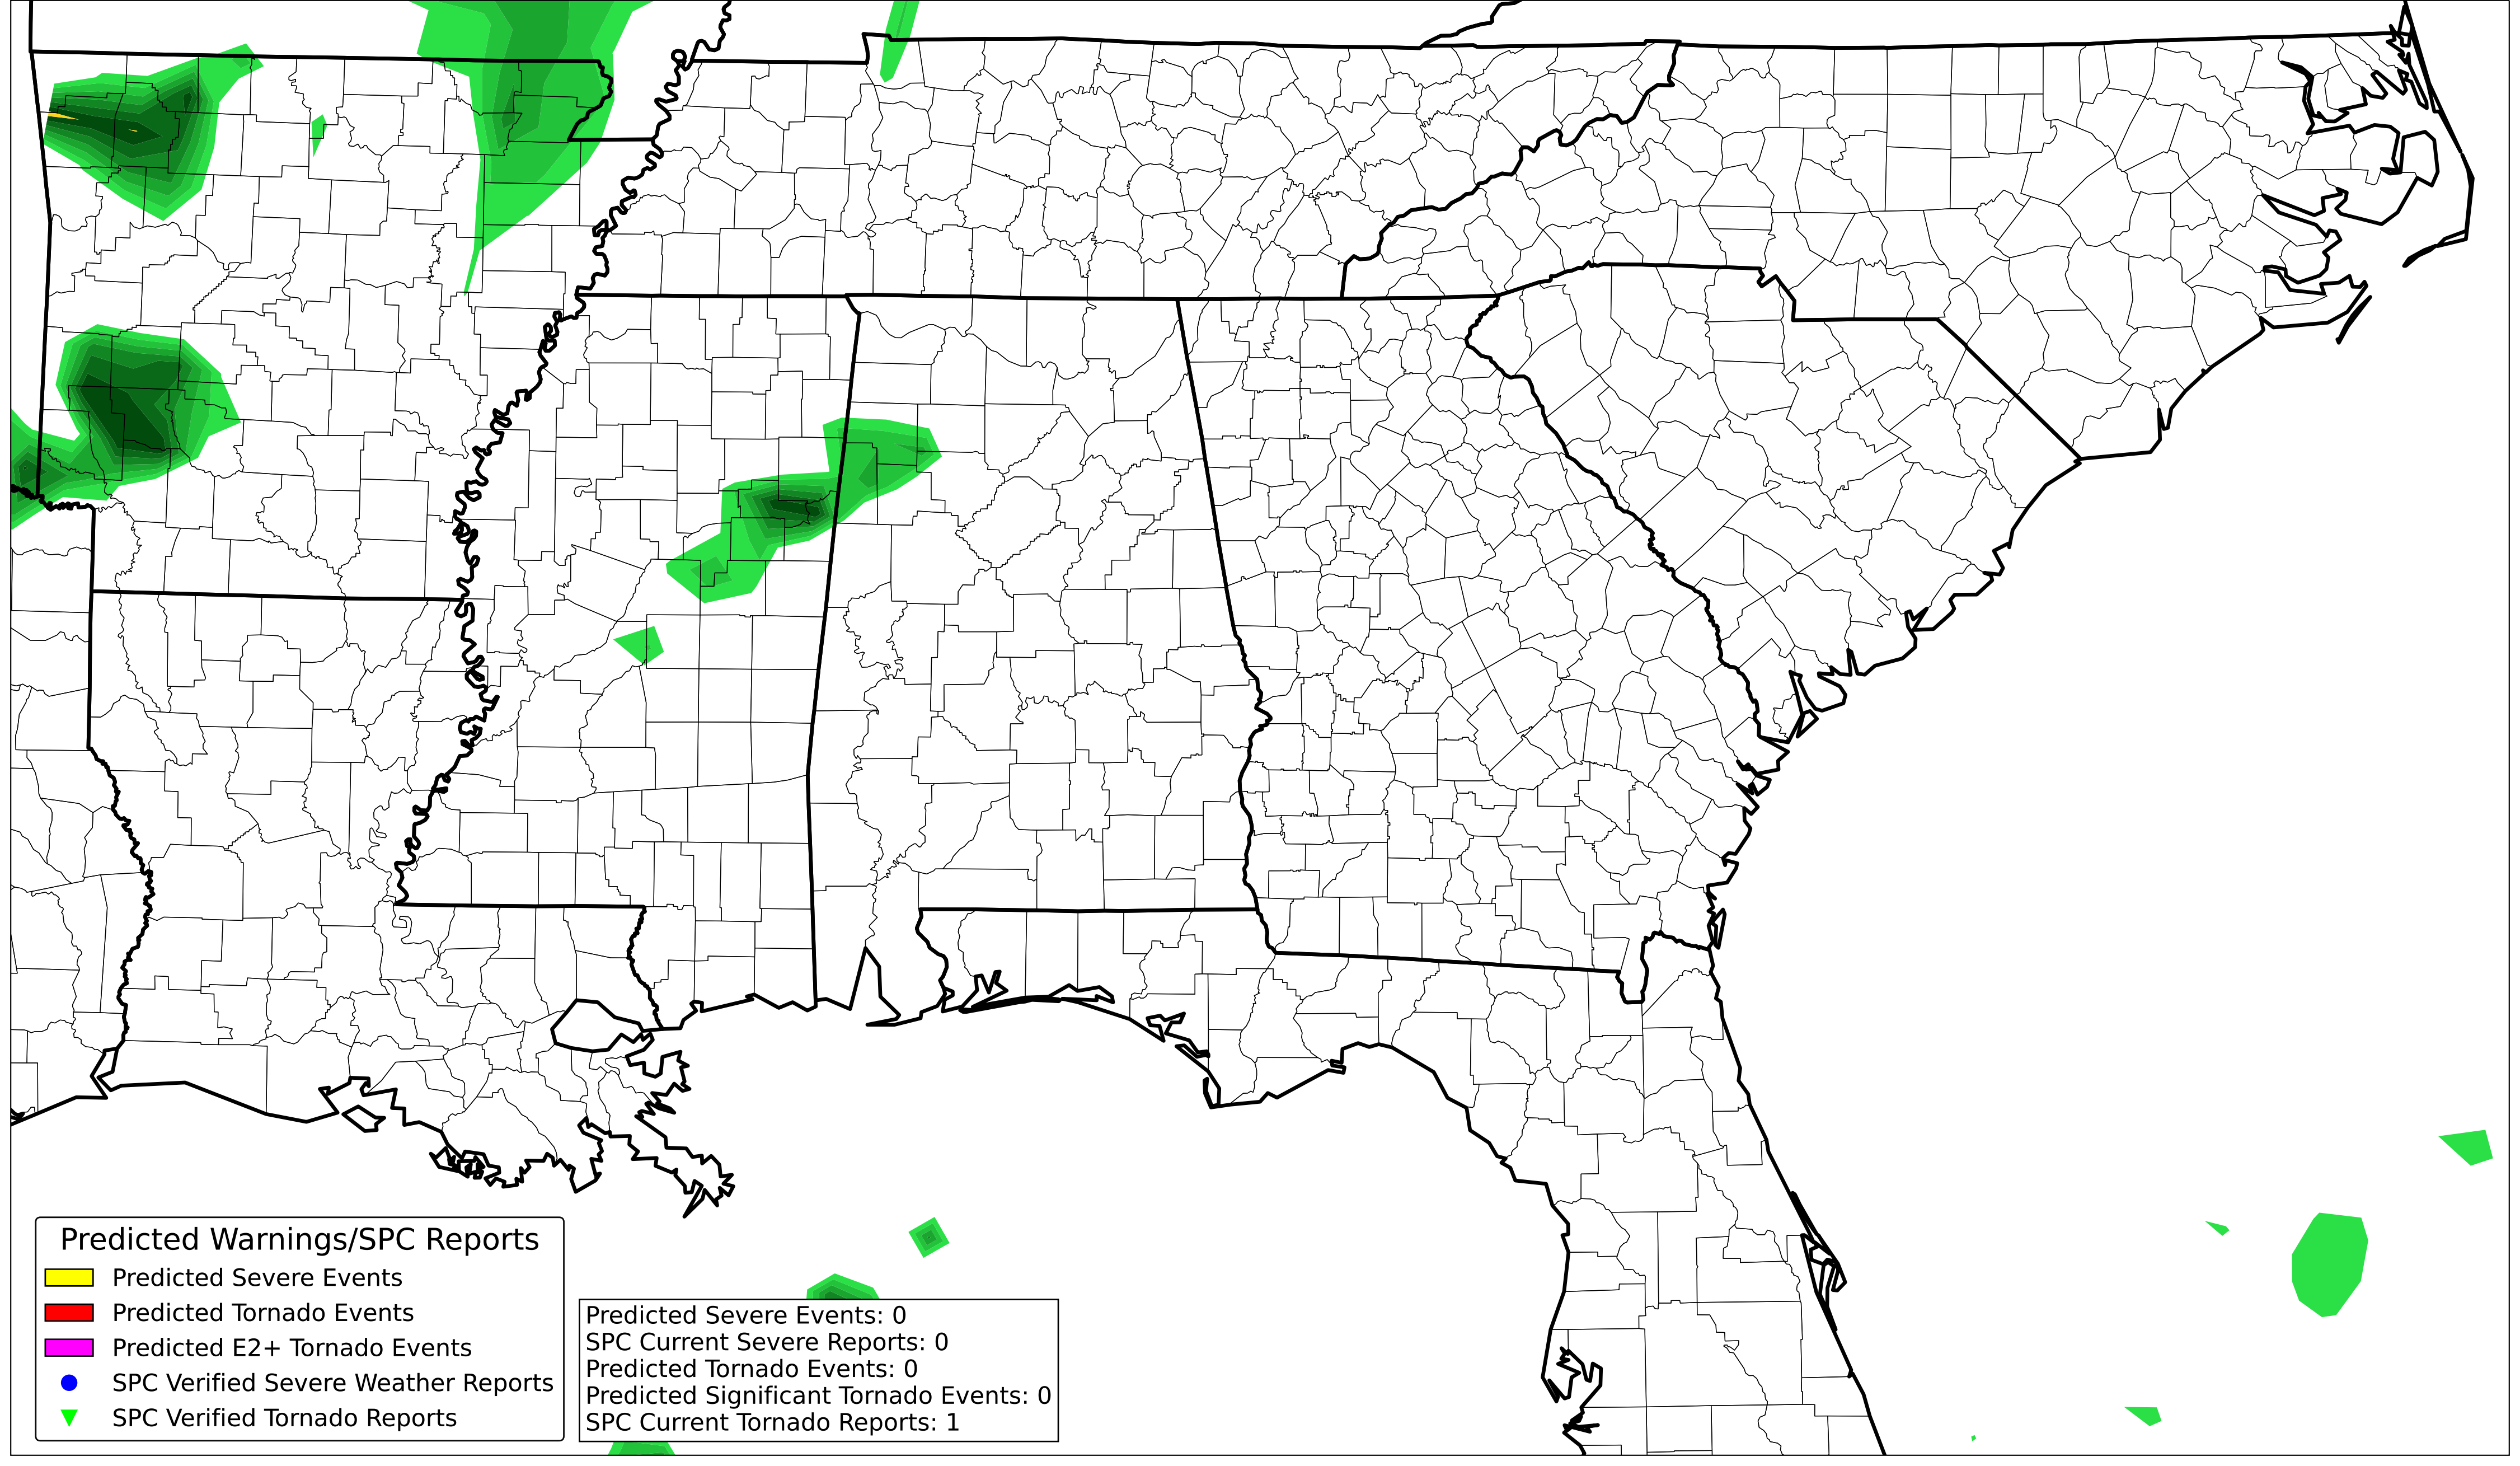 Predicted Warnings/SPC Reports
Predicted Severe Events
Predicted Tornado Events
Predicted E2+ Tornado Events
SPC Verified Severe Weather Reports
SPC Verified Tornado Reports
Predicted Severe Events: 0
SPC Current Severe Reports: 0
Predicted Tornado Events: 0
Predicted Significant Tornado Events: 0
SPC Current Tornado Reports: 1